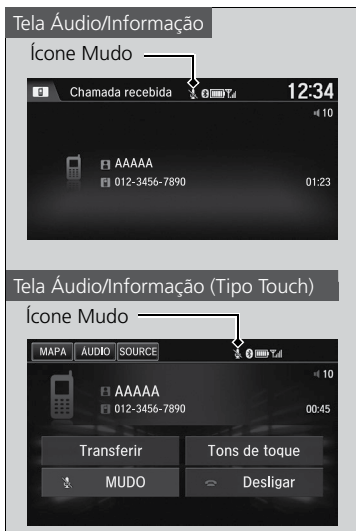 Tela Áudio/Informação
Ícone Mudo
Chamada recebida 12:34
10
AAAAA
012-3456-7890 01:23
Tela Áudio/Informação (Tipo Touch)
Ícone Mudo
MAPA ÁUDIO SOURCE
10
AAAAA
012-3456-7890 00:45
Transferir Tons de toque
MUDO Desligar